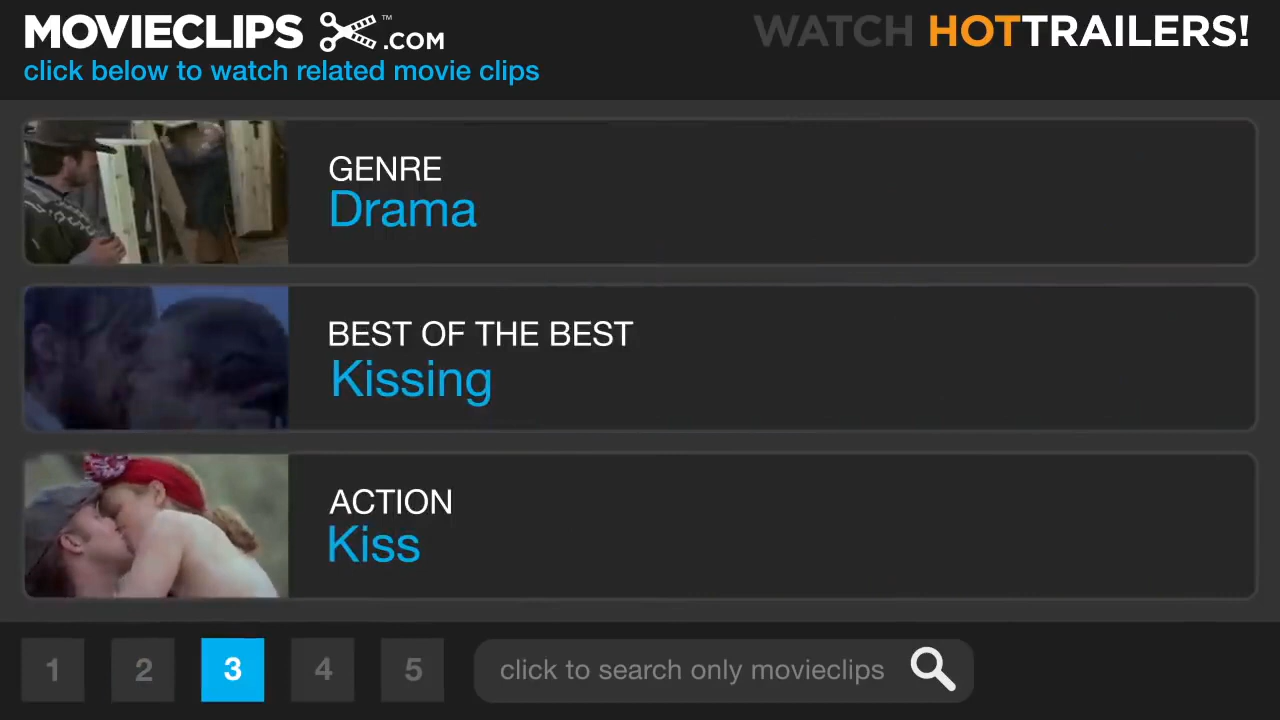 MOVIECLIPS ™ .COM
WATCH HOTTRAILERS!
click below to watch related movie clips
GENRE
Drama
BEST OF THE BEST
Kissing
ACTION
Kiss
1 2 3 4 5
click to search only movieclips